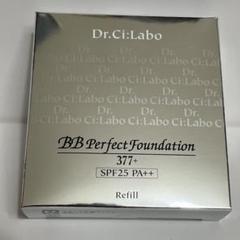 Dr.Ci:Labo
BB Perfect Foundation
377+
SPF25 PA++
Refill